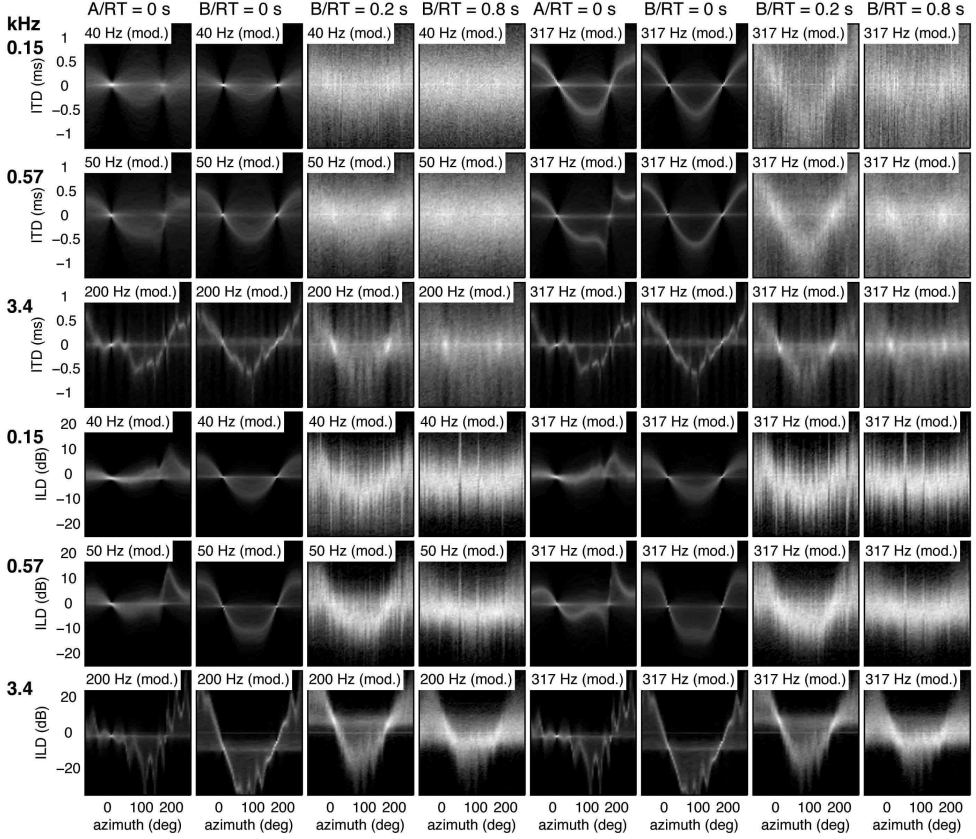 A/RT = 0 s B/RT = 0 s B/RT = 0.2 s B/RT = 0.8 s A/RT = 0 s B/RT = 0 s B/RT = 0.2 s B/RT = 0.8 s
kHz
0.15
ITD (ms)
1 0.5 0 −0.5 −1
40 Hz (mod.) 40 Hz (mod.) 40 Hz (mod.) 40 Hz (mod.) 317 Hz (mod.) 317 Hz (mod.) 317 Hz (mod.) 317 Hz (mod.)
0.57
ITD (ms)
1 0.5 0 −0.5 −1
50 Hz (mod.) 50 Hz (mod.) 50 Hz (mod.) 50 Hz (mod.) 317 Hz (mod.) 317 Hz (mod.) 317 Hz (mod.) 317 Hz (mod.)
3.4
ITD (ms)
1 0.5 0 −0.5 −1
200 Hz (mod.) 200 Hz (mod.) 200 Hz (mod.) 200 Hz (mod.) 317 Hz (mod.) 317 Hz (mod.) 317 Hz (mod.) 317 Hz (mod.)
0.15
ILD (dB)
20 10 0 −10 −20
40 Hz (mod.) 40 Hz (mod.) 40 Hz (mod.) 40 Hz (mod.) 317 Hz (mod.) 317 Hz (mod.) 317 Hz (mod.) 317 Hz (mod.)
0.57
ILD (dB)
20 10 0 −10 −20
50 Hz (mod.) 50 Hz (mod.) 50 Hz (mod.) 50 Hz (mod.) 317 Hz (mod.) 317 Hz (mod.) 317 Hz (mod.) 317 Hz (mod.)
3.4
ILD (dB)
20 0 −20
200 Hz (mod.) 200 Hz (mod.) 200 Hz (mod.) 200 Hz (mod.) 317 Hz (mod.) 317 Hz (mod.) 317 Hz (mod.) 317 Hz (mod.)
0 100 200 0 100 200 0 100 200 0 100 200 0 100 200 0 100 200 0 100 200 0 100 200
azimuth (deg) azimuth (deg) azimuth (deg) azimuth (deg) azimuth (deg) azimuth (deg) azimuth (deg) azimuth (deg)